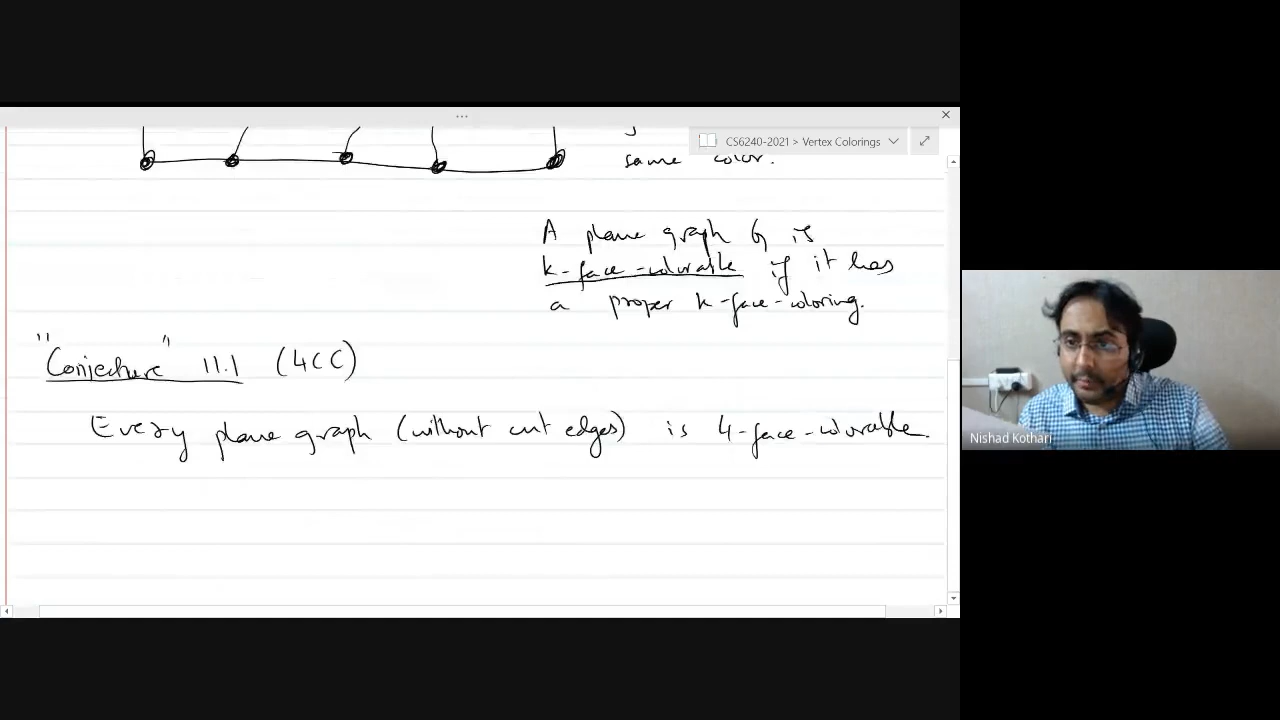 CS6240-2021 > Vertex Colorings
same color.
A plane graph G is
k-face-colorable if it has
a proper k-face-coloring.
"Conjecture" 11.1 (4CC)
Every plane graph (without cut edges) is 4-face-colorable.
Nishad Kothari